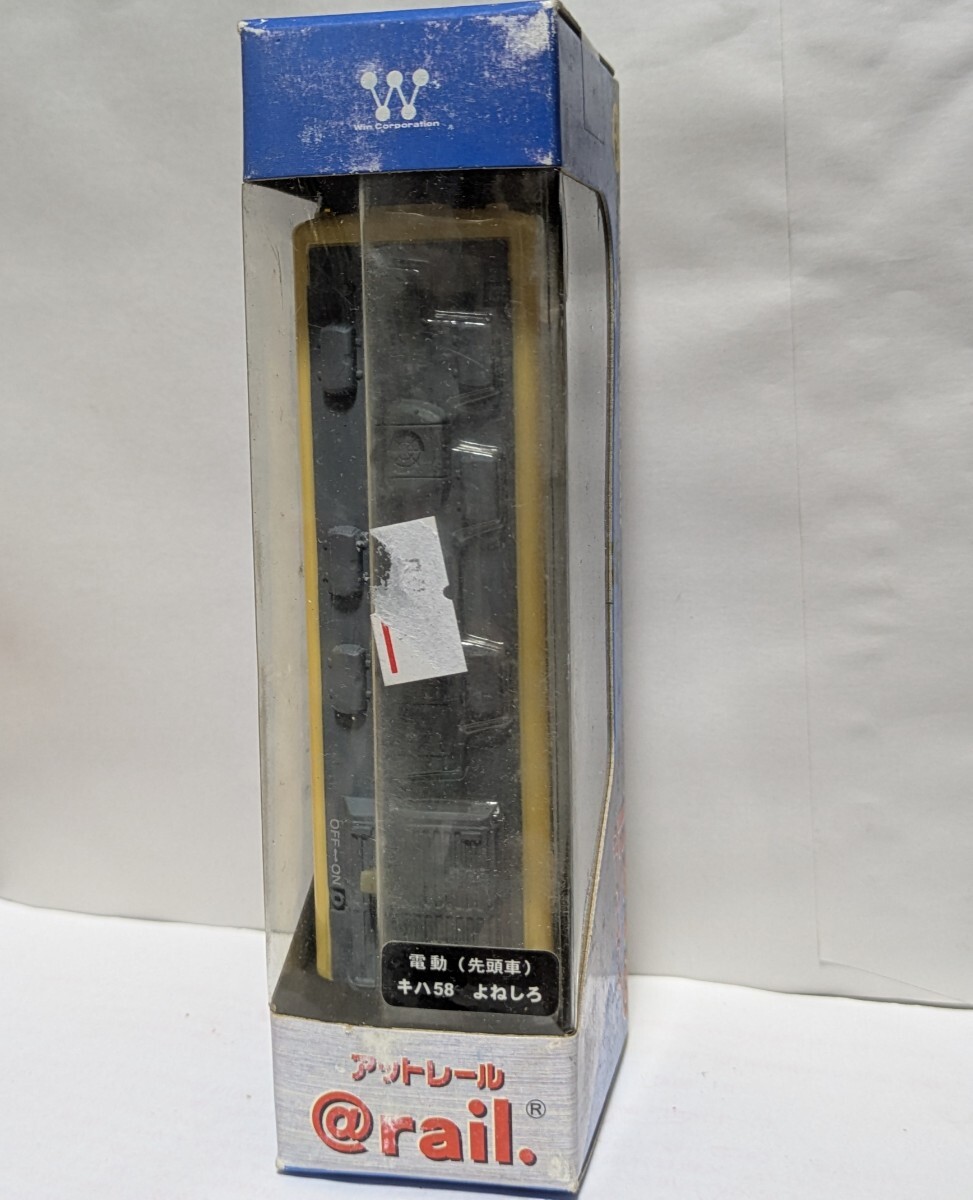 Win Corporation
OFF↔ON
電動(先頭車)
キハ58 よねしろ
アットレール
@rail.®